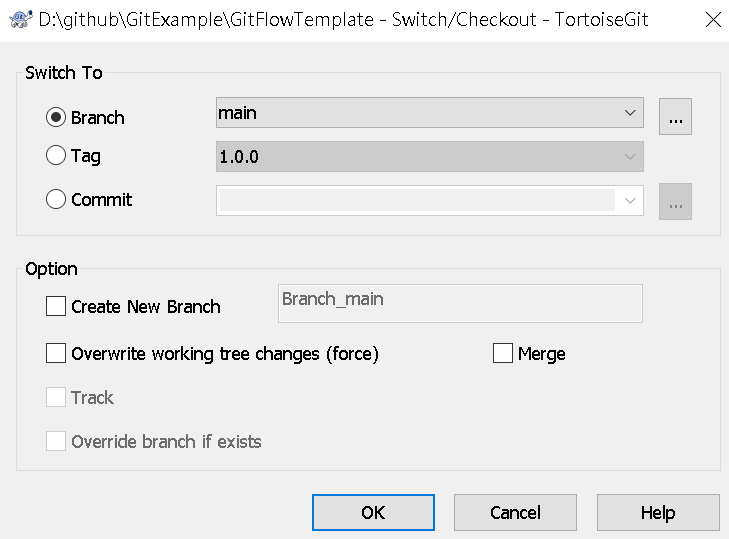 D:\github\GitExample\GitFlowTemplate - Switch/Checkout - TortoiseGit
Switch To
Branch main ...
Tag 1.0.0
Commit ...
Option
Create New Branch Branch_main
Overwrite working tree changes (force) Merge
Track
Override branch if exists
OK Cancel Help